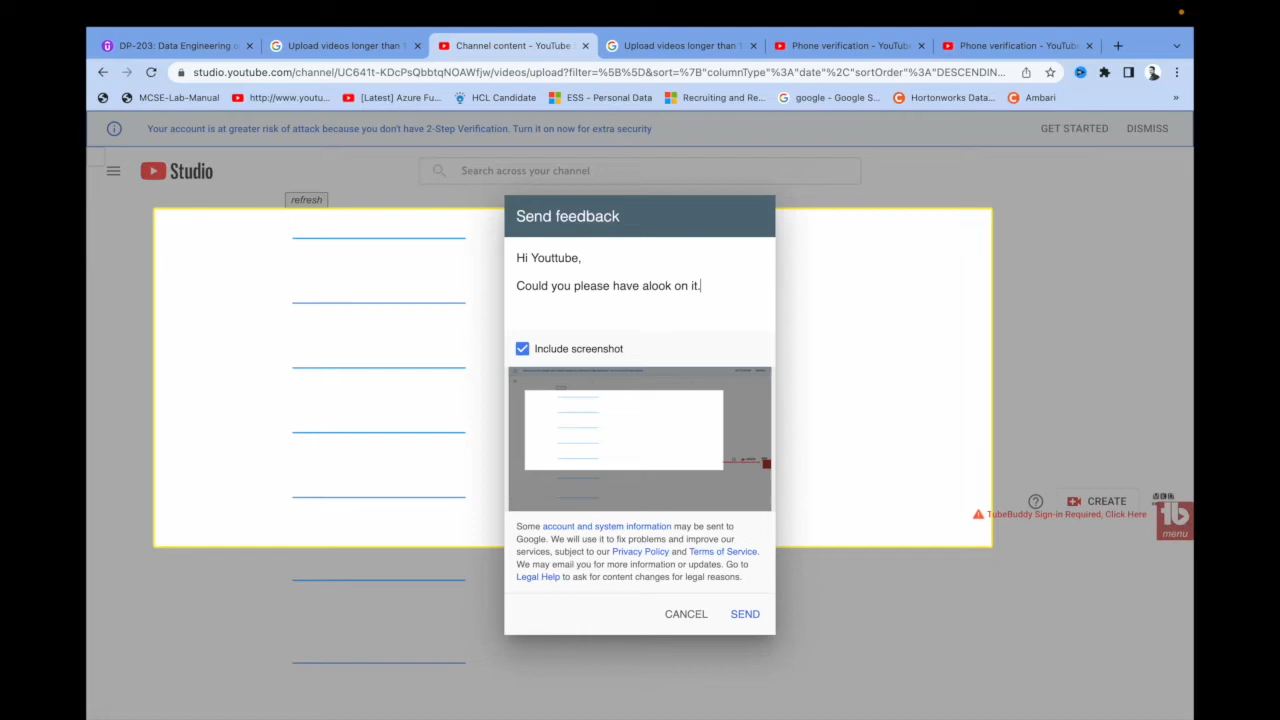 DP-203: Data Engineering o
Upload videos longer than 1
Channel content - YouTube S
Upload videos longer than 1
Phone verification - YouTube
Phone verification - YouTube
studio.youtube.com/channel/UC641t-KDcPsQbbtqNOAWfjw/videos/upload?filter=%5B%5D&sort=%7B"columnType"%3A"date"%2C"sortOrder"%3A"DESCENDIN...
MCSE-Lab-Manual
http://www.youtu...
[Latest] Azure Fu...
HCL Candidate
ESS - Personal Data
Recruiting and Re...
google - Google S...
Hortonworks Data...
Ambari
»
Your account is at greater risk of attack because you don't have 2-Step Verification. Turn it on now for extra security
GET STARTED
DISMISS
Studio
Search across your channel
refresh
Send feedback
Hi Youttube,
Could you please have alook on it.
Include screenshot
Some account and system information may be sent to
Google. We will use it to fix problems and improve our
services, subject to our Privacy Policy and Terms of Service.
We may email you for more information or updates. Go to
Legal Help to ask for content changes for legal reasons.
CANCEL
SEND
CREATE
TubeBuddy Sign-in Required, Click Here
tb
menu